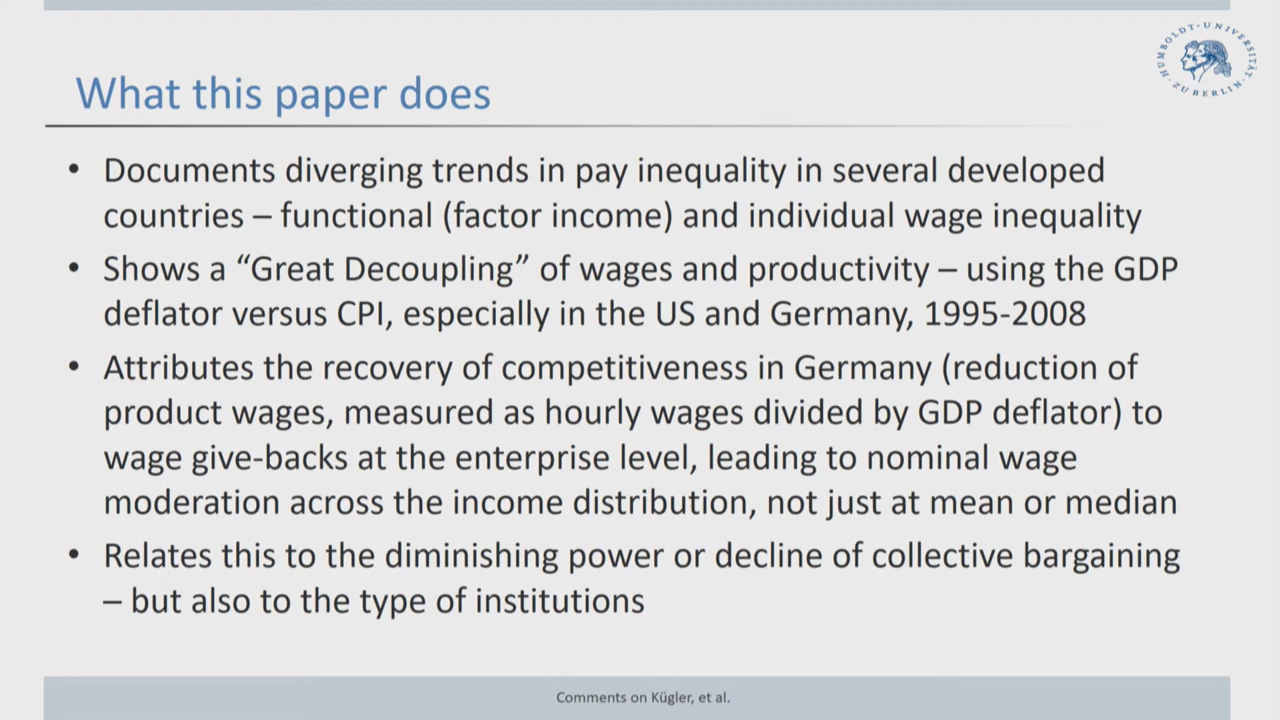 HUMBOLDT-UNIVERSITÄT
· ZU BERLIN ·
What this paper does
• Documents diverging trends in pay inequality in several developed
countries – functional (factor income) and individual wage inequality
• Shows a “Great Decoupling” of wages and productivity – using the GDP
deflator versus CPI, especially in the US and Germany, 1995-2008
• Attributes the recovery of competitiveness in Germany (reduction of
product wages, measured as hourly wages divided by GDP deflator) to
wage give-backs at the enterprise level, leading to nominal wage
moderation across the income distribution, not just at mean or median
• Relates this to the diminishing power or decline of collective bargaining
– but also to the type of institutions
Comments on Kügler, et al.